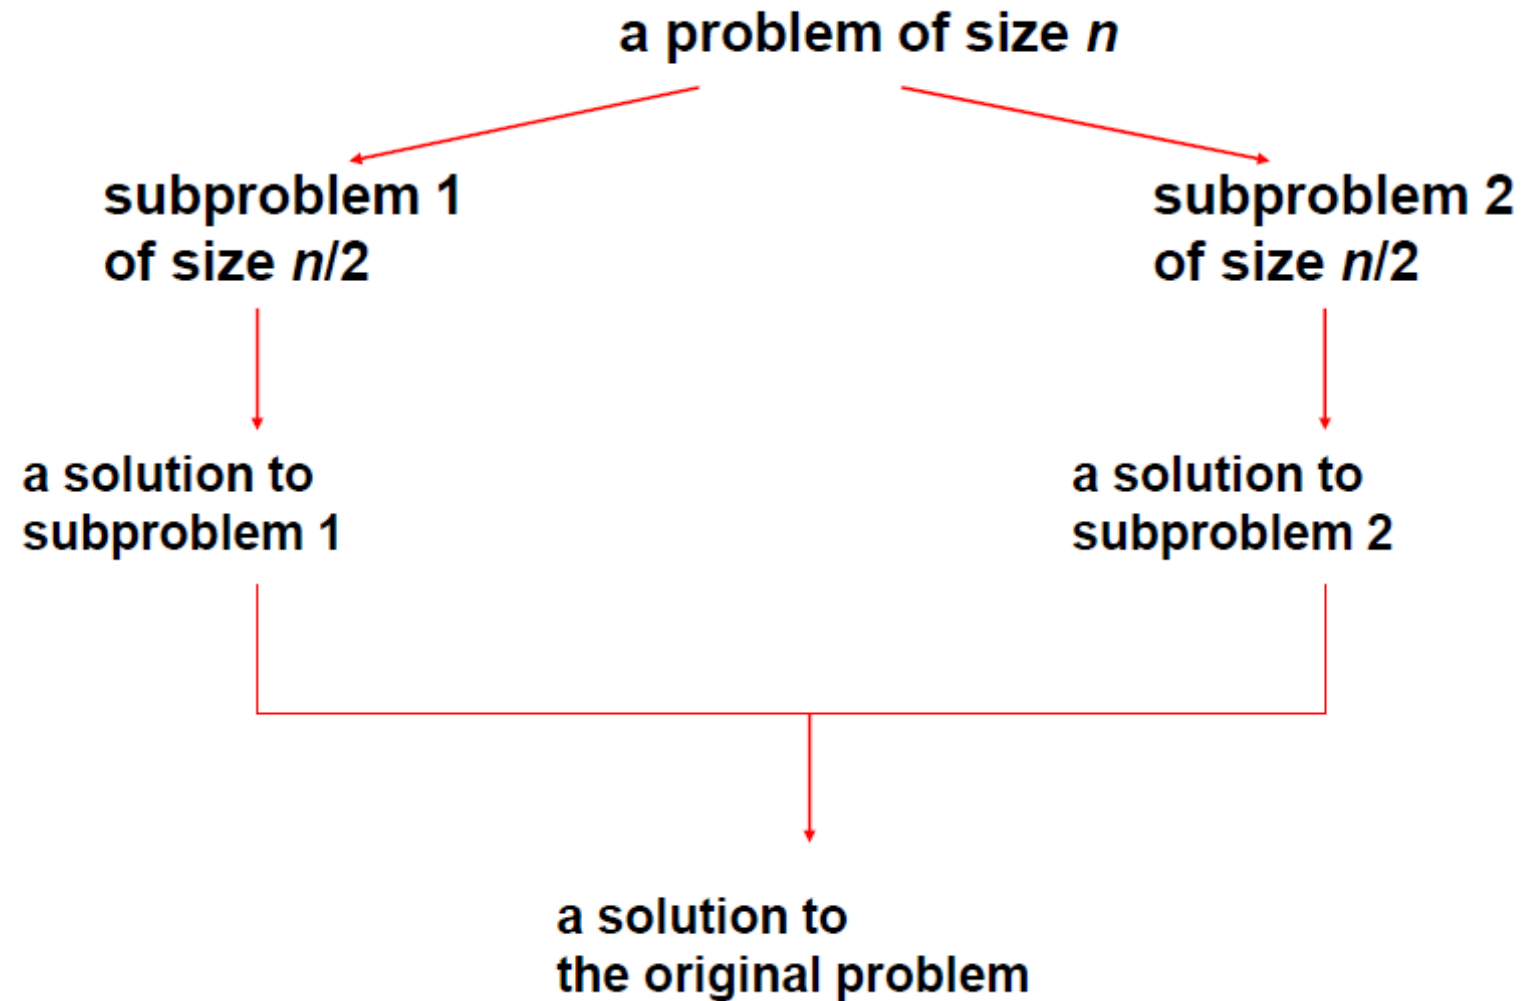 a problem of size n
subproblem 1
of size n/2
subproblem 2
of size n/2
a solution to
subproblem 1
a solution to
subproblem 2
a solution to
the original problem